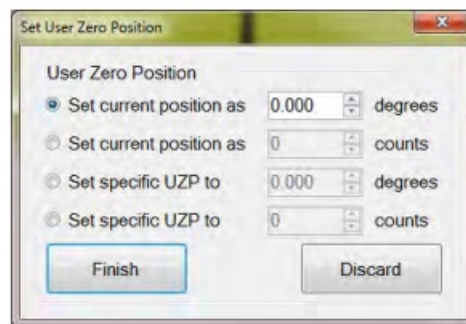 Set User Zero Position
User Zero Position
Set current position as 0.000 degrees
Set current position as 0 counts
Set specific UZP to 0.000 degrees
Set specific UZP to 0 counts
Finish Discard